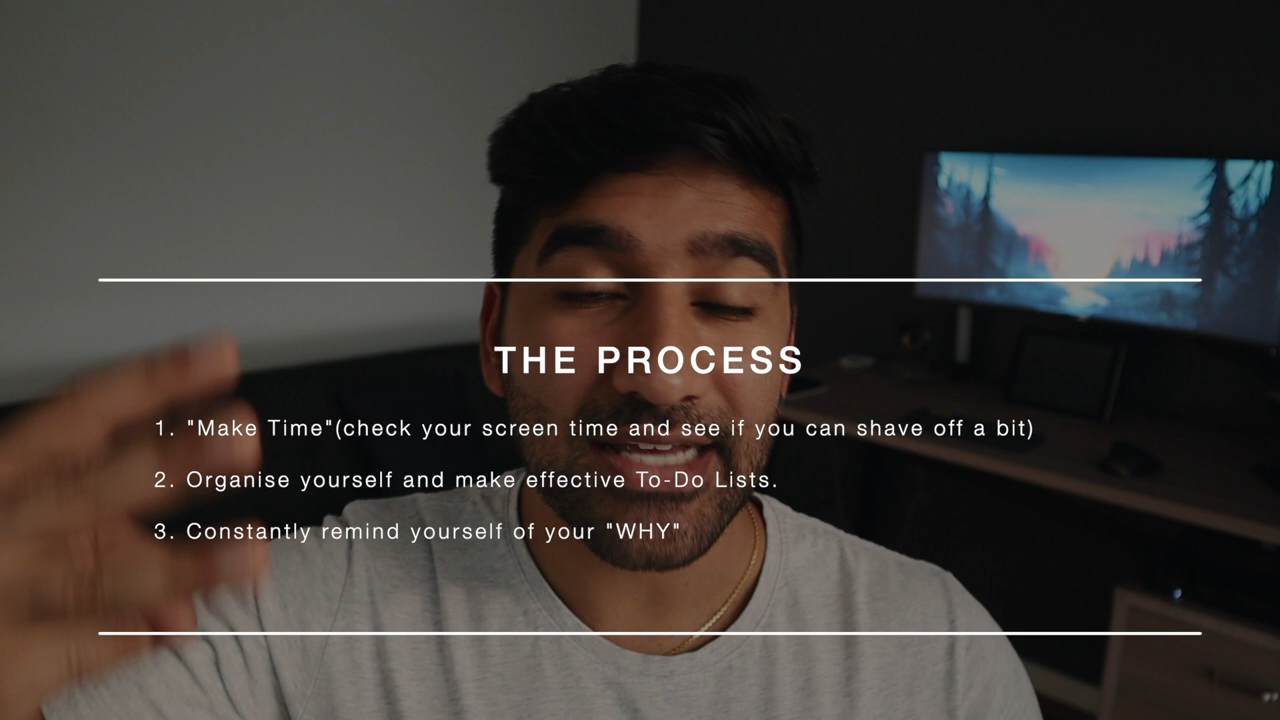 THE PROCESS
1. "Make Time"(check your screen time and see if you can shave off a bit)
2. Organise yourself and make effective To-Do Lists.
3. Constantly remind yourself of your "WHY"